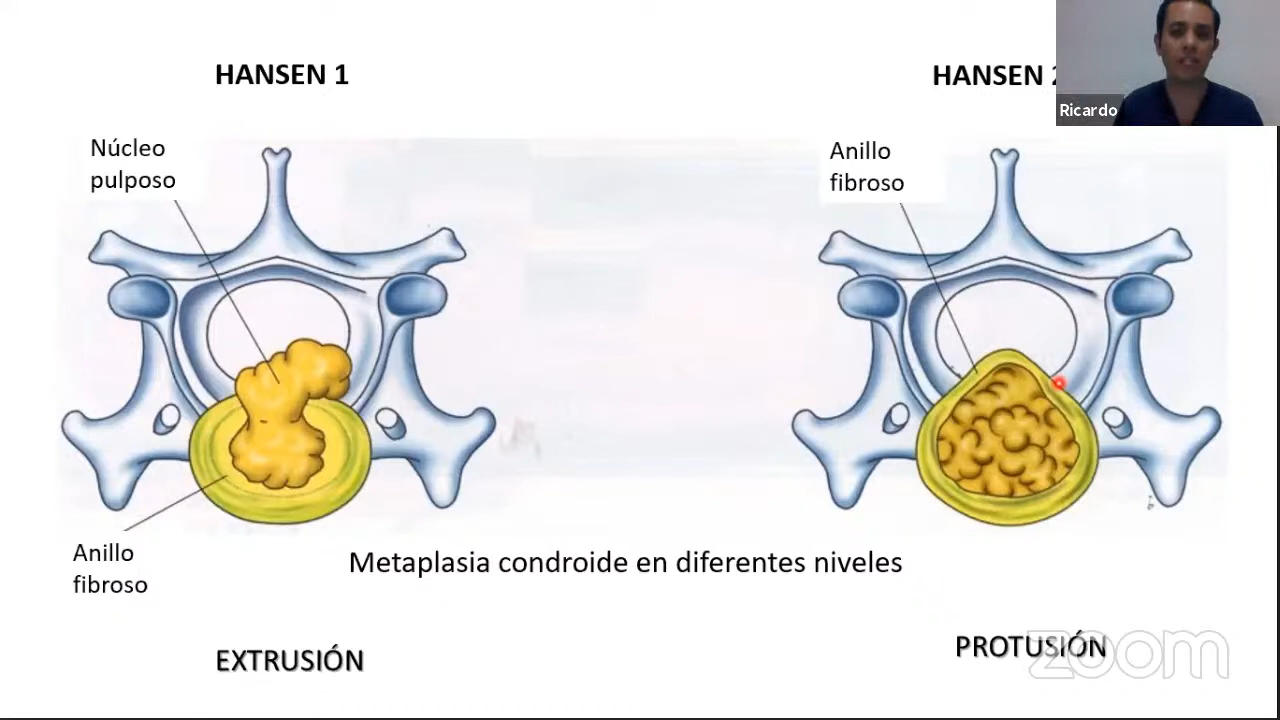 HANSEN 1
HANSEN
Ricardo
Núcleo
pulposo
Anillo
fibroso
Anillo
fibroso
Metaplasia condroide en diferentes niveles
EXTRUSIÓN
PROTUSIÓN
zoom